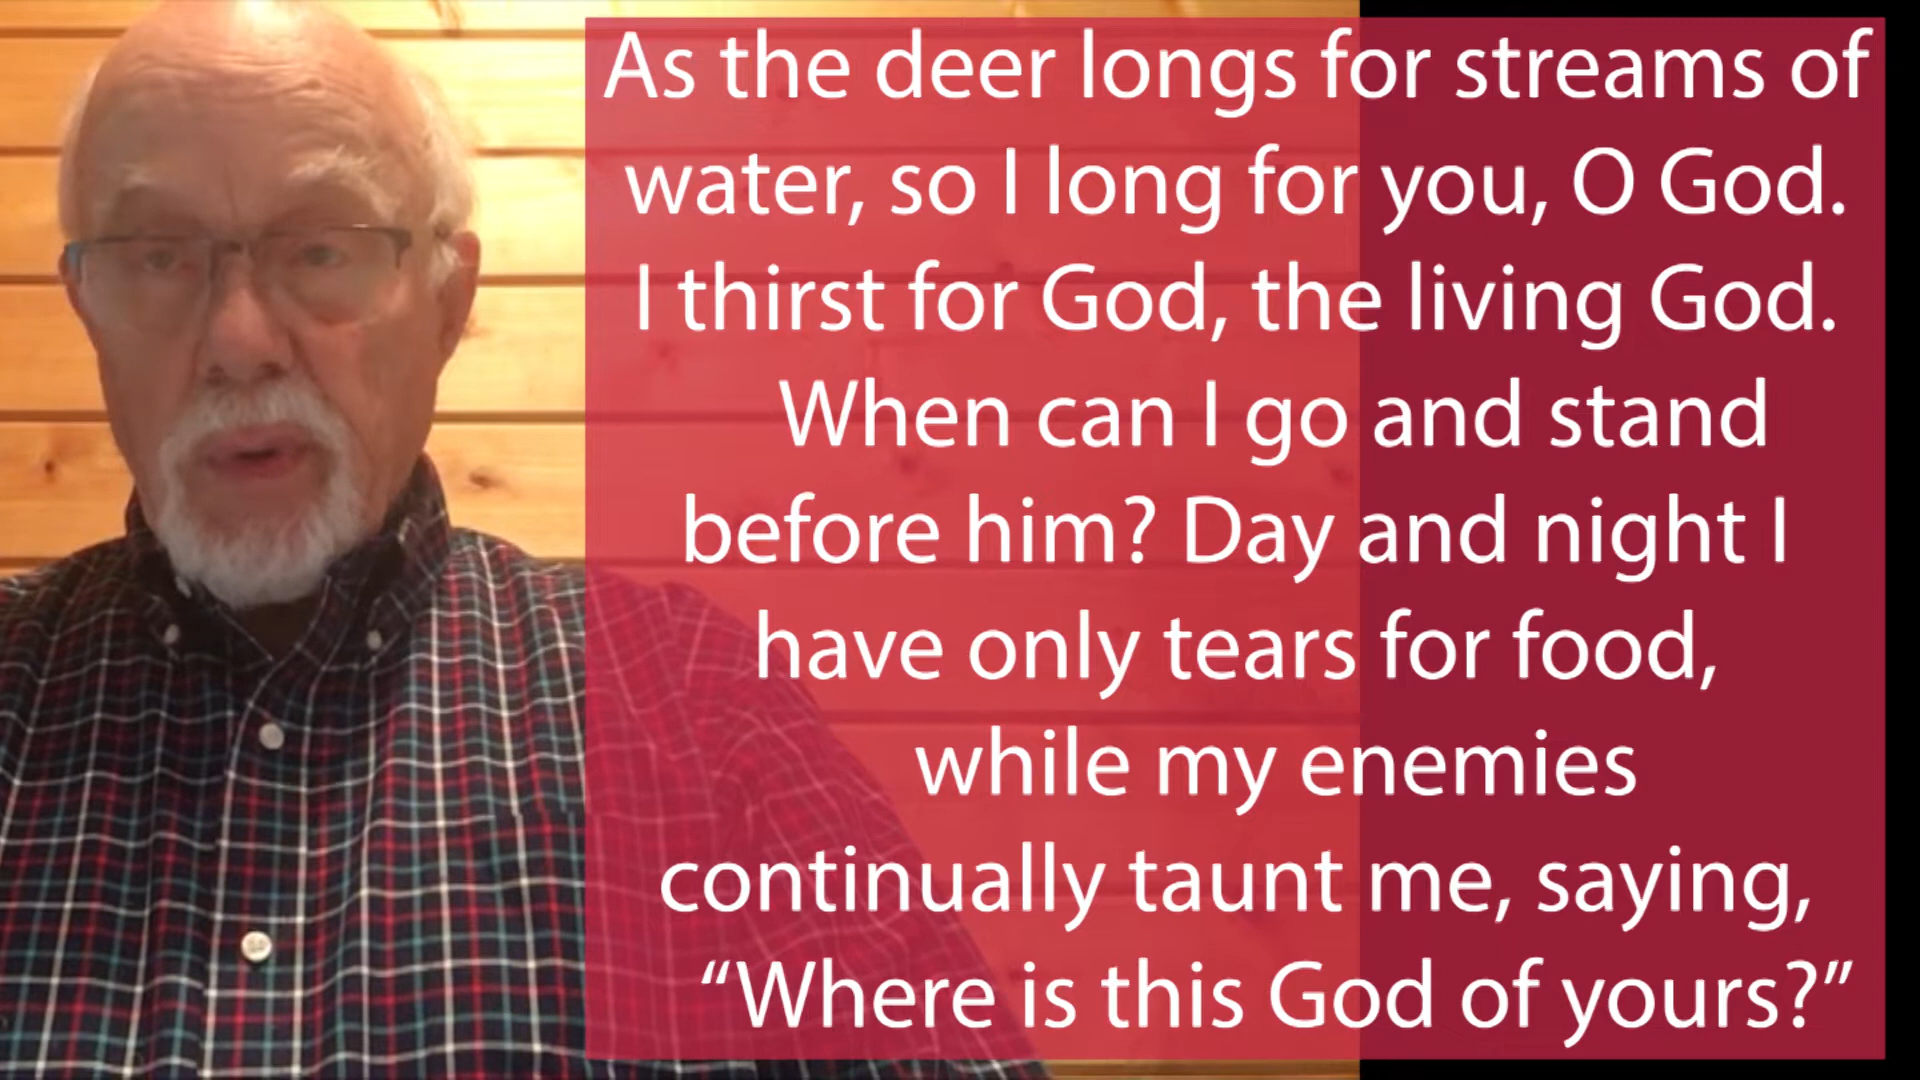 As the deer longs for streams of
water, so I long for you, O God.
I thirst for God, the living God.
When can I go and stand
before him? Day and night I
have only tears for food,
while my enemies
continually taunt me, saying,
“Where is this God of yours?”